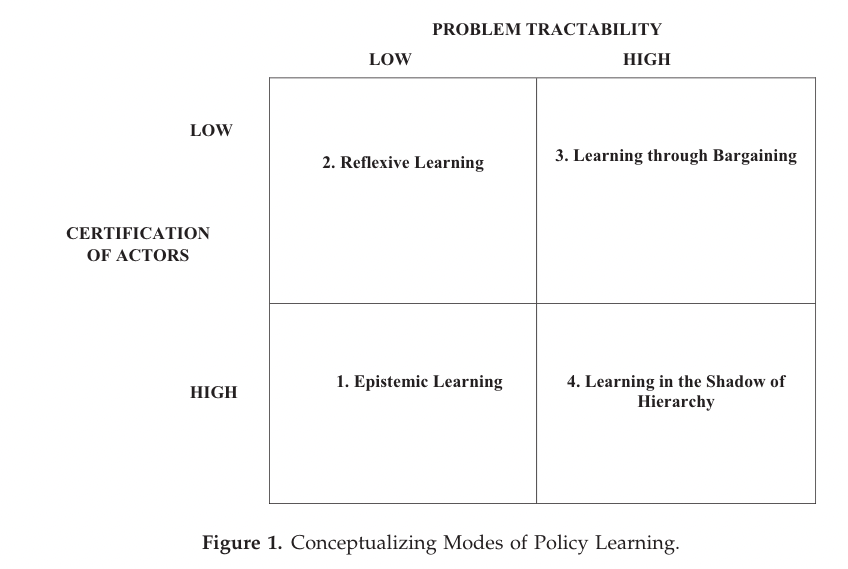 PROBLEM TRACTABILITY
LOW HIGH
LOW
2. Reflexive Learning
3. Learning through Bargaining
CERTIFICATION
OF ACTORS
HIGH
1. Epistemic Learning
4. Learning in the Shadow of
Hierarchy
Figure 1. Conceptualizing Modes of Policy Learning.